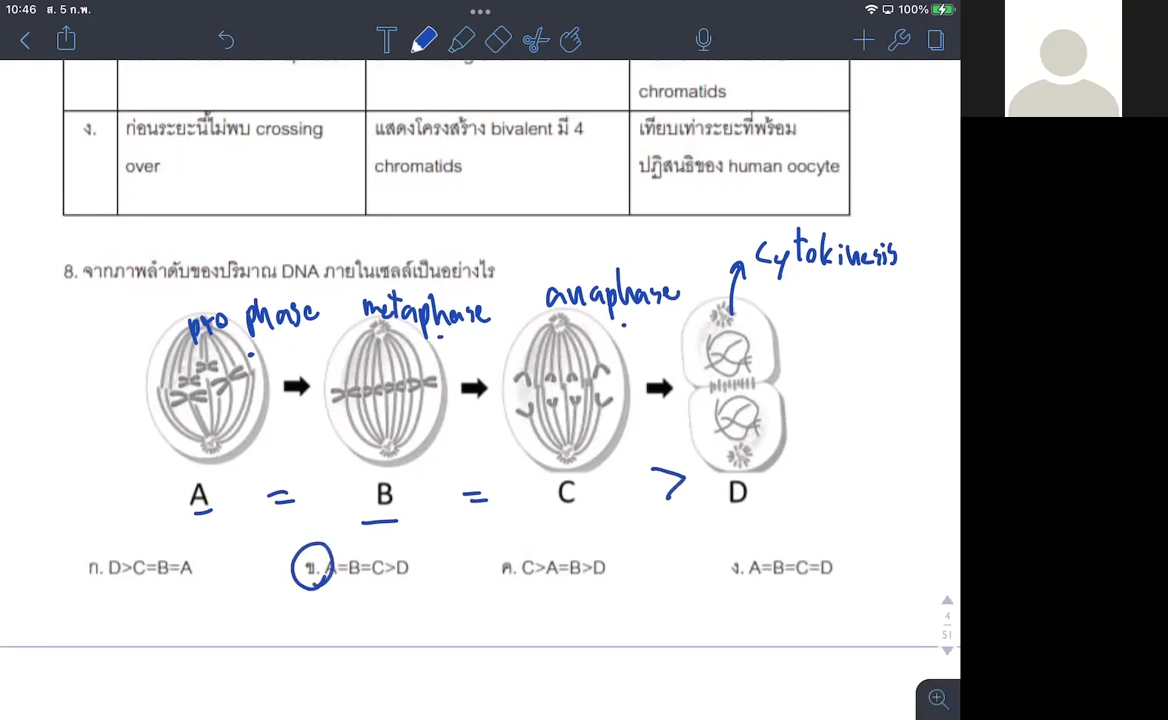 10:46 ส. 5 ก.พ.
100%
T
chromatids
ง.
ก่อนระยะนี้ไม่พบ crossing
over
แสดงโครงสร้าง bivalent มี 4
chromatids
เทียบเท่าระยะที่พร้อม
ปฏิสนธิของ human oocyte
8. จากภาพลำดับของปริมาณ DNA ภายในเซลล์เป็นอย่างไร
prophase
metaphase
anaphase
cytokinesis
A = B = C > D
ก. D>C=B=A
ข. A=B=C>D
ค. C>A=B>D
ง. A=B=C=D
4
51